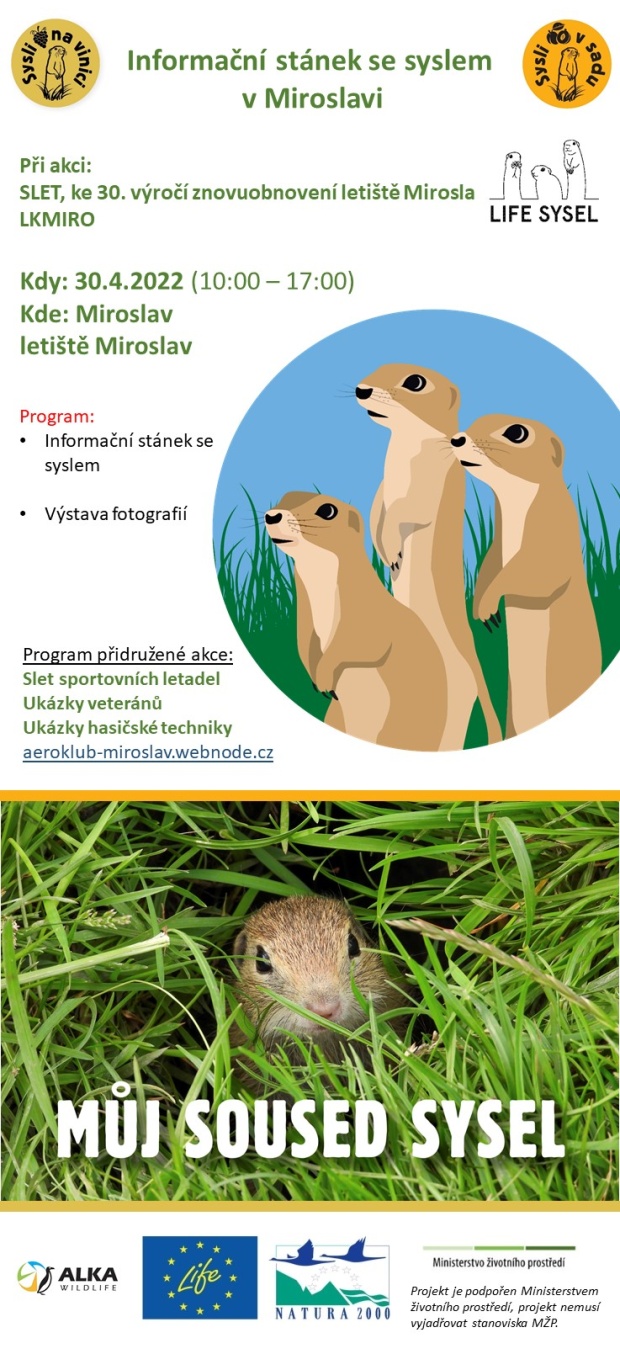 Sysli na vinici
Informační stánek se syslem
v Miroslavi
Sysli v sadu
Při akci:
SLET, ke 30. výročí znovuobnovení letiště Mirosla
LKMIRO
LIFE SYSEL
Kdy: 30.4.2022 (10:00 – 17:00)
Kde: Miroslav
letiště Miroslav
Program:
• Informační stánek se
syslem
• Výstava fotografií
Program přidružené akce:
Slet sportovních letadel
Ukázky veteránů
Ukázky hasičské techniky
aeroklub-miroslav.webnode.cz
MŮJ SOUSED SYSEL
ALKA
WILDLIFE
Life
NATURA 2000
Ministerstvo životního prostředí
Projekt je podpořen Ministerstvem
životního prostředí, projekt nemusí
vyjadřovat stanoviska MŽP.